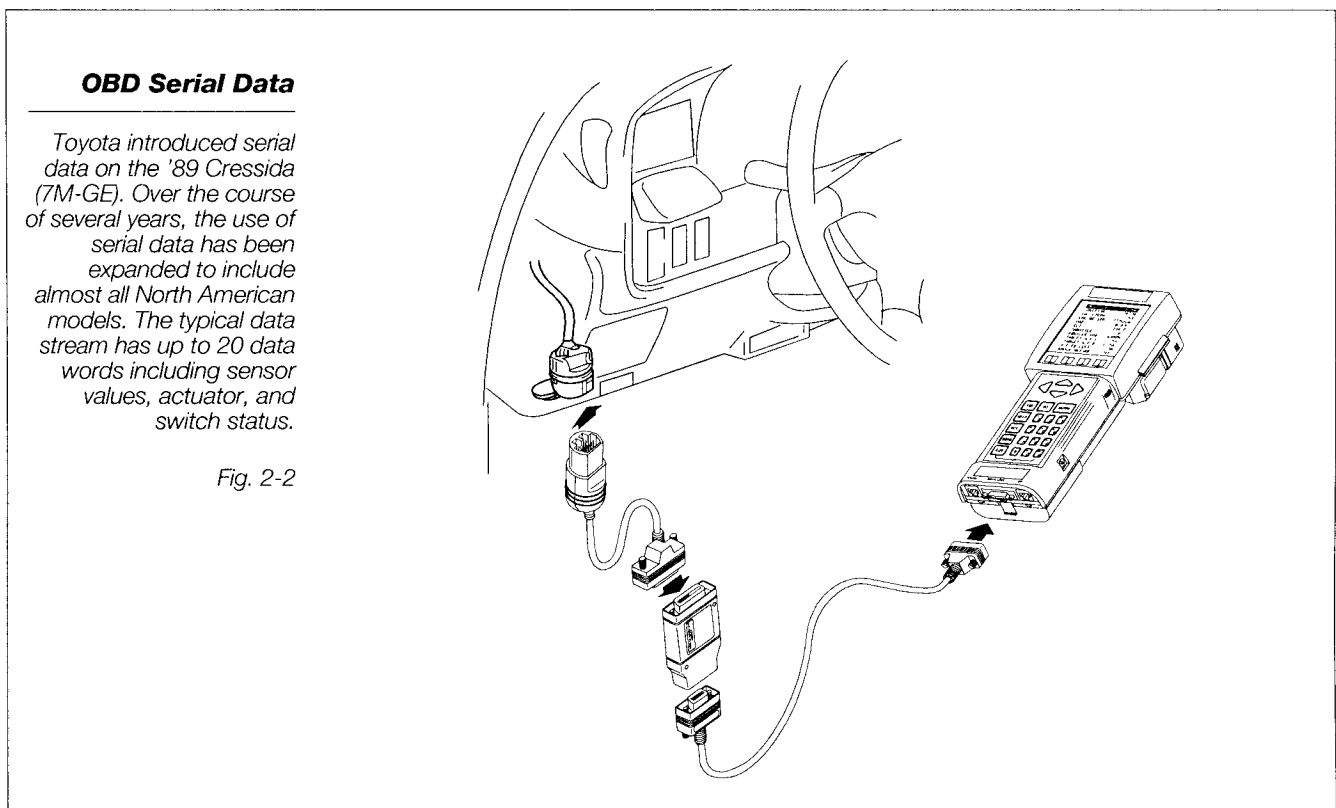 OBD Serial Data
Toyota introduced serial
data on the '89 Cressida
(7M-GE). Over the course
of several years, the use of
serial data has been
expanded to include
almost all North American
models. The typical data
stream has up to 20 data
words including sensor
values, actuator, and
switch status.
Fig. 2-2